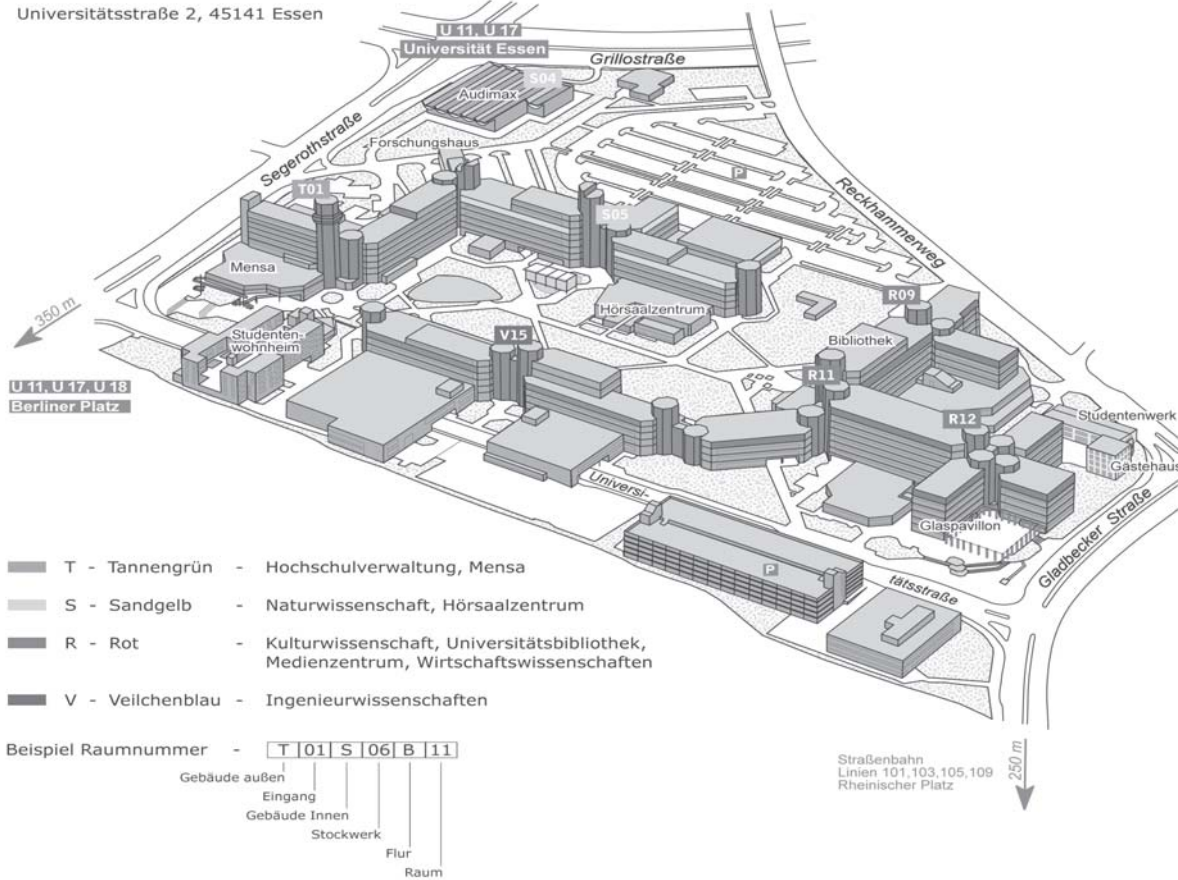 Universitätsstraße 2, 45141 Essen
U 11, U 17
Universität Essen
Grillostraße
S04
Audimax
Segerothstraße
Forschungshaus
P
Reckhammerweg
T01
S05
Mensa
R09
350 m
Hörsaalzentrum
Studenten-
wohnheim
V15
Bibliothek
R11
U 11, U 17, U 18
Berliner Platz
R12
Studentenwerk
Gästehaus
Universi-
Glaspavillon
Gladbecker Straße
P
tätsstraße
T - Tannengrün - Hochschulverwaltung, Mensa
S - Sandgelb - Naturwissenschaft, Hörsaalzentrum
R - Rot - Kulturwissenschaft, Universitätsbibliothek,
Medienzentrum, Wirtschaftswissenschaften
V - Veilchenblau - Ingenieurwissenschaften
Beispiel Raumnummer - T 01 S 06 B 11
Gebäude außen
Eingang
Gebäude Innen
Stockwerk
Flur
Raum
Straßenbahn
Linien 101,103,105,109
Rheinischer Platz
250 m